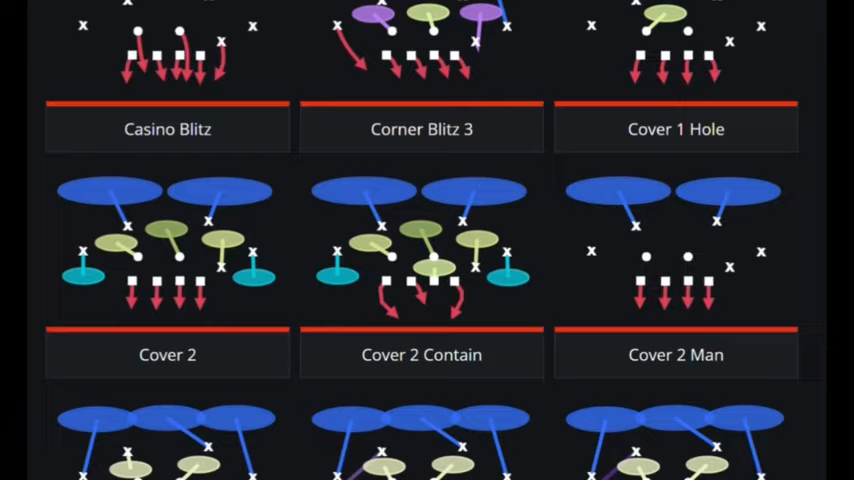 Casino Blitz
Corner Blitz 3
Cover 1 Hole
Cover 2
Cover 2 Contain
Cover 2 Man